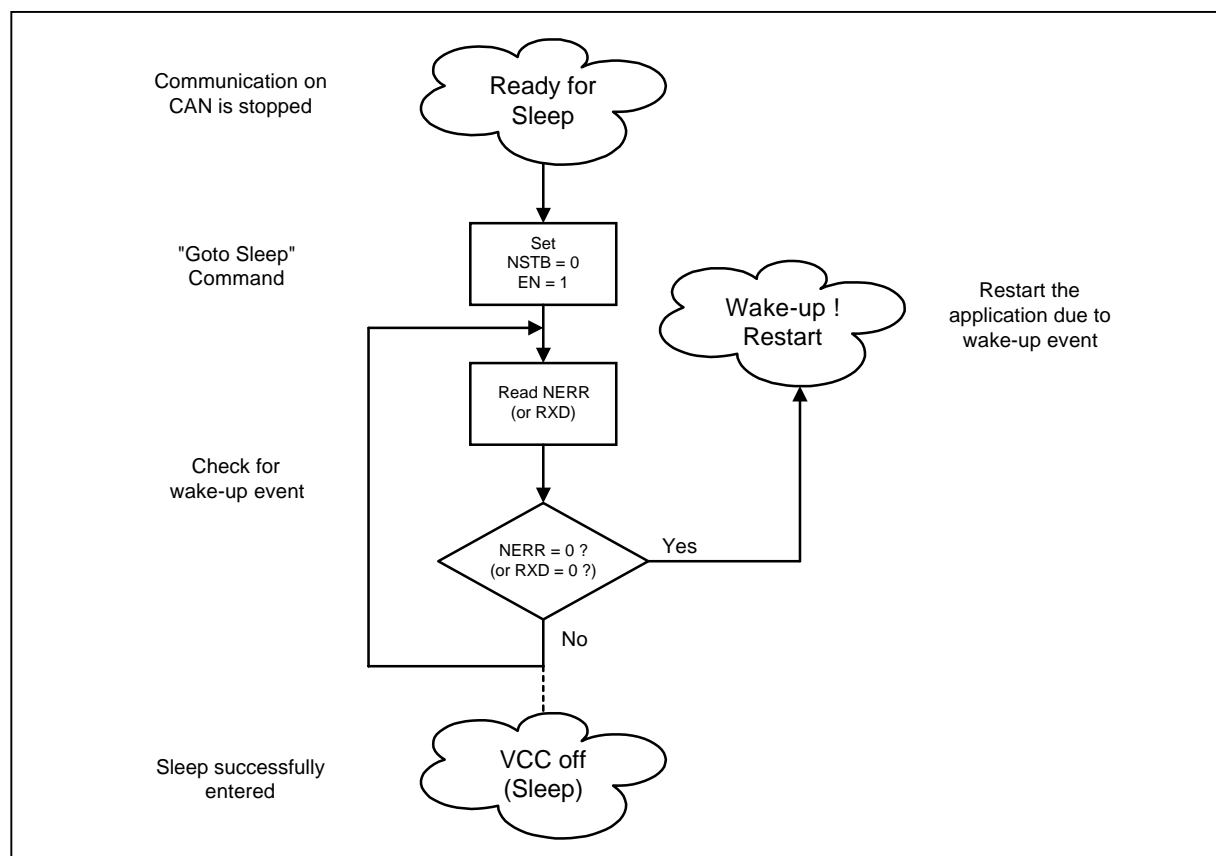 Communication on
CAN is stopped
Ready for
Sleep
"Goto Sleep"
Command
Set
NSTB = 0
EN = 1
Wake-up !
Restart
Restart the
application due to
wake-up event
Read NERR
(or RXD)
Check for
wake-up event
NERR = 0 ?
(or RXD = 0 ?)
Yes
No
Sleep successfully
entered
VCC off
(Sleep)